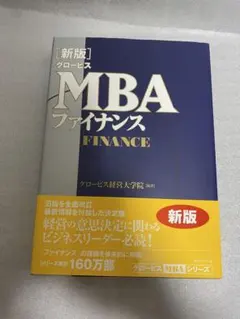 [新版]
グロービス
MBA
ファイナンス
FINANCE
グロービス経営大学院
新版
経営の意思決定に関わる
ビジネスリーダー必読!
160万部
グロービスMBAシリーズ